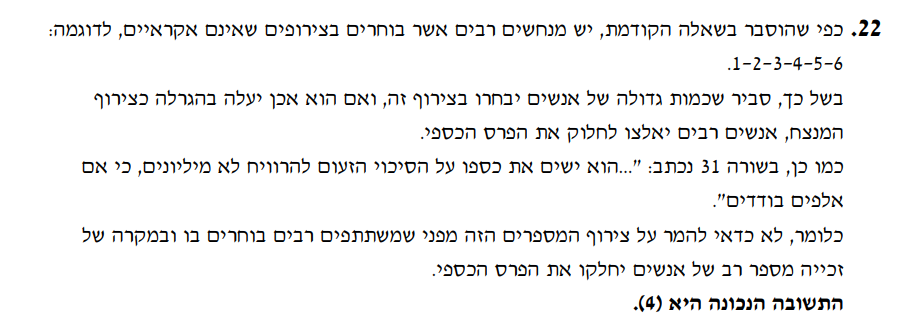 22. כפי שהוסבר בשאלה הקודמת, יש מנחשים רבים אשר בוחרים בצירופים שאינם אקראיים, לדוגמה:
1-2-3-4-5-6.
בשל כך, סביר שכמות גדולה של אנשים יבחרו בצירוף זה, ואם הוא אכן יעלה בהגרלה כצירוף
המנצח, אנשים רבים יאלצו לחלוק את הפרס הכספי.
כמו כן, בשורה 31 נכתב: "...הוא ישים את כספו על הסיכוי הזעום להרוויח לא מיליונים, כי אם
אלפים בודדים".
כלומר, לא כדאי להמר על צירוף המספרים הזה מפני שמשתתפים רבים בוחרים בו ובמקרה של
זכייה מספר רב של אנשים יחלקו את הפרס הכספי.
התשובה הנכונה היא (4).